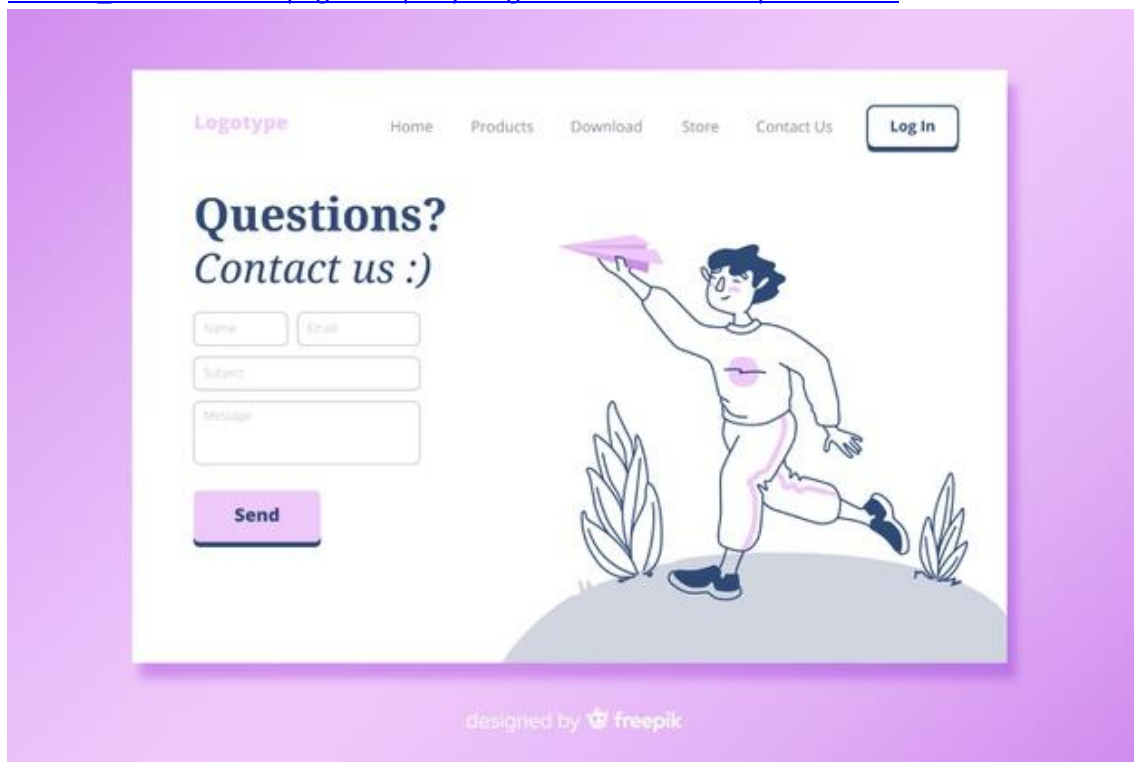 Logotype
Home Products Download Store Contact Us Log In
Questions?
Contact us :)
Name Email
Subject
Message
Send
designed by freepik